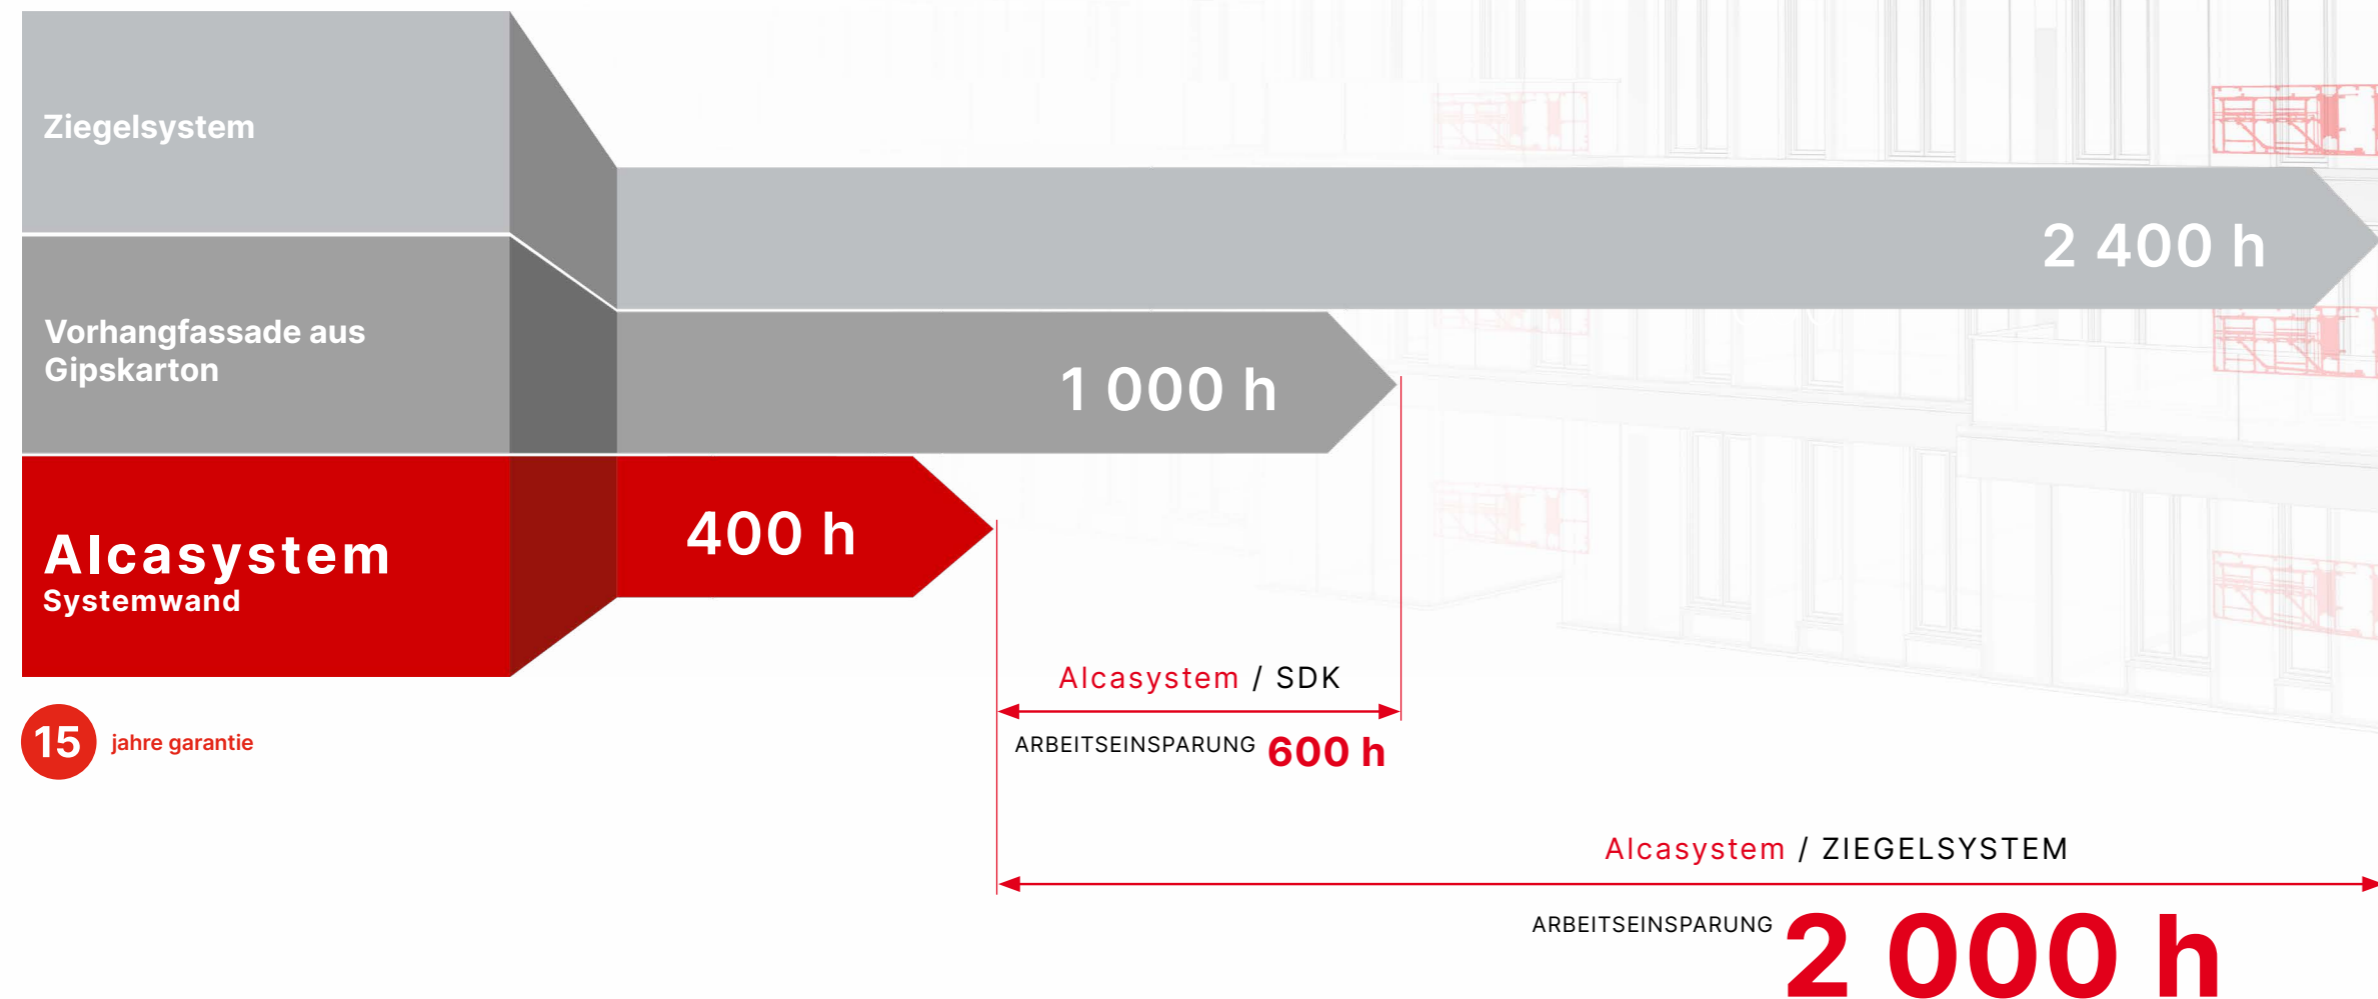 Ziegelsystem
2 400 h
Vorhangfassade aus
Gipskarton
1 000 h
Alcasystem
Systemwand
400 h
15 jahre garantie
Alcasystem / SDK
ARBEITSEINSPARUNG 600 h
Alcasystem / ZIEGELSYSTEM
ARBEITSEINSPARUNG 2 000 h